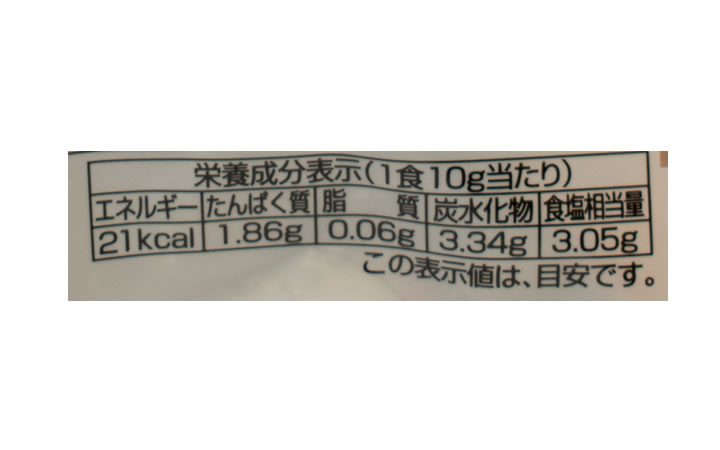 栄養成分表示(1食10g当たり)
エネルギー たんぱく質 脂質 炭水化物 食塩相当量
21kcal 1.86g 0.06g 3.34g 3.05g
この表示値は、目安です。